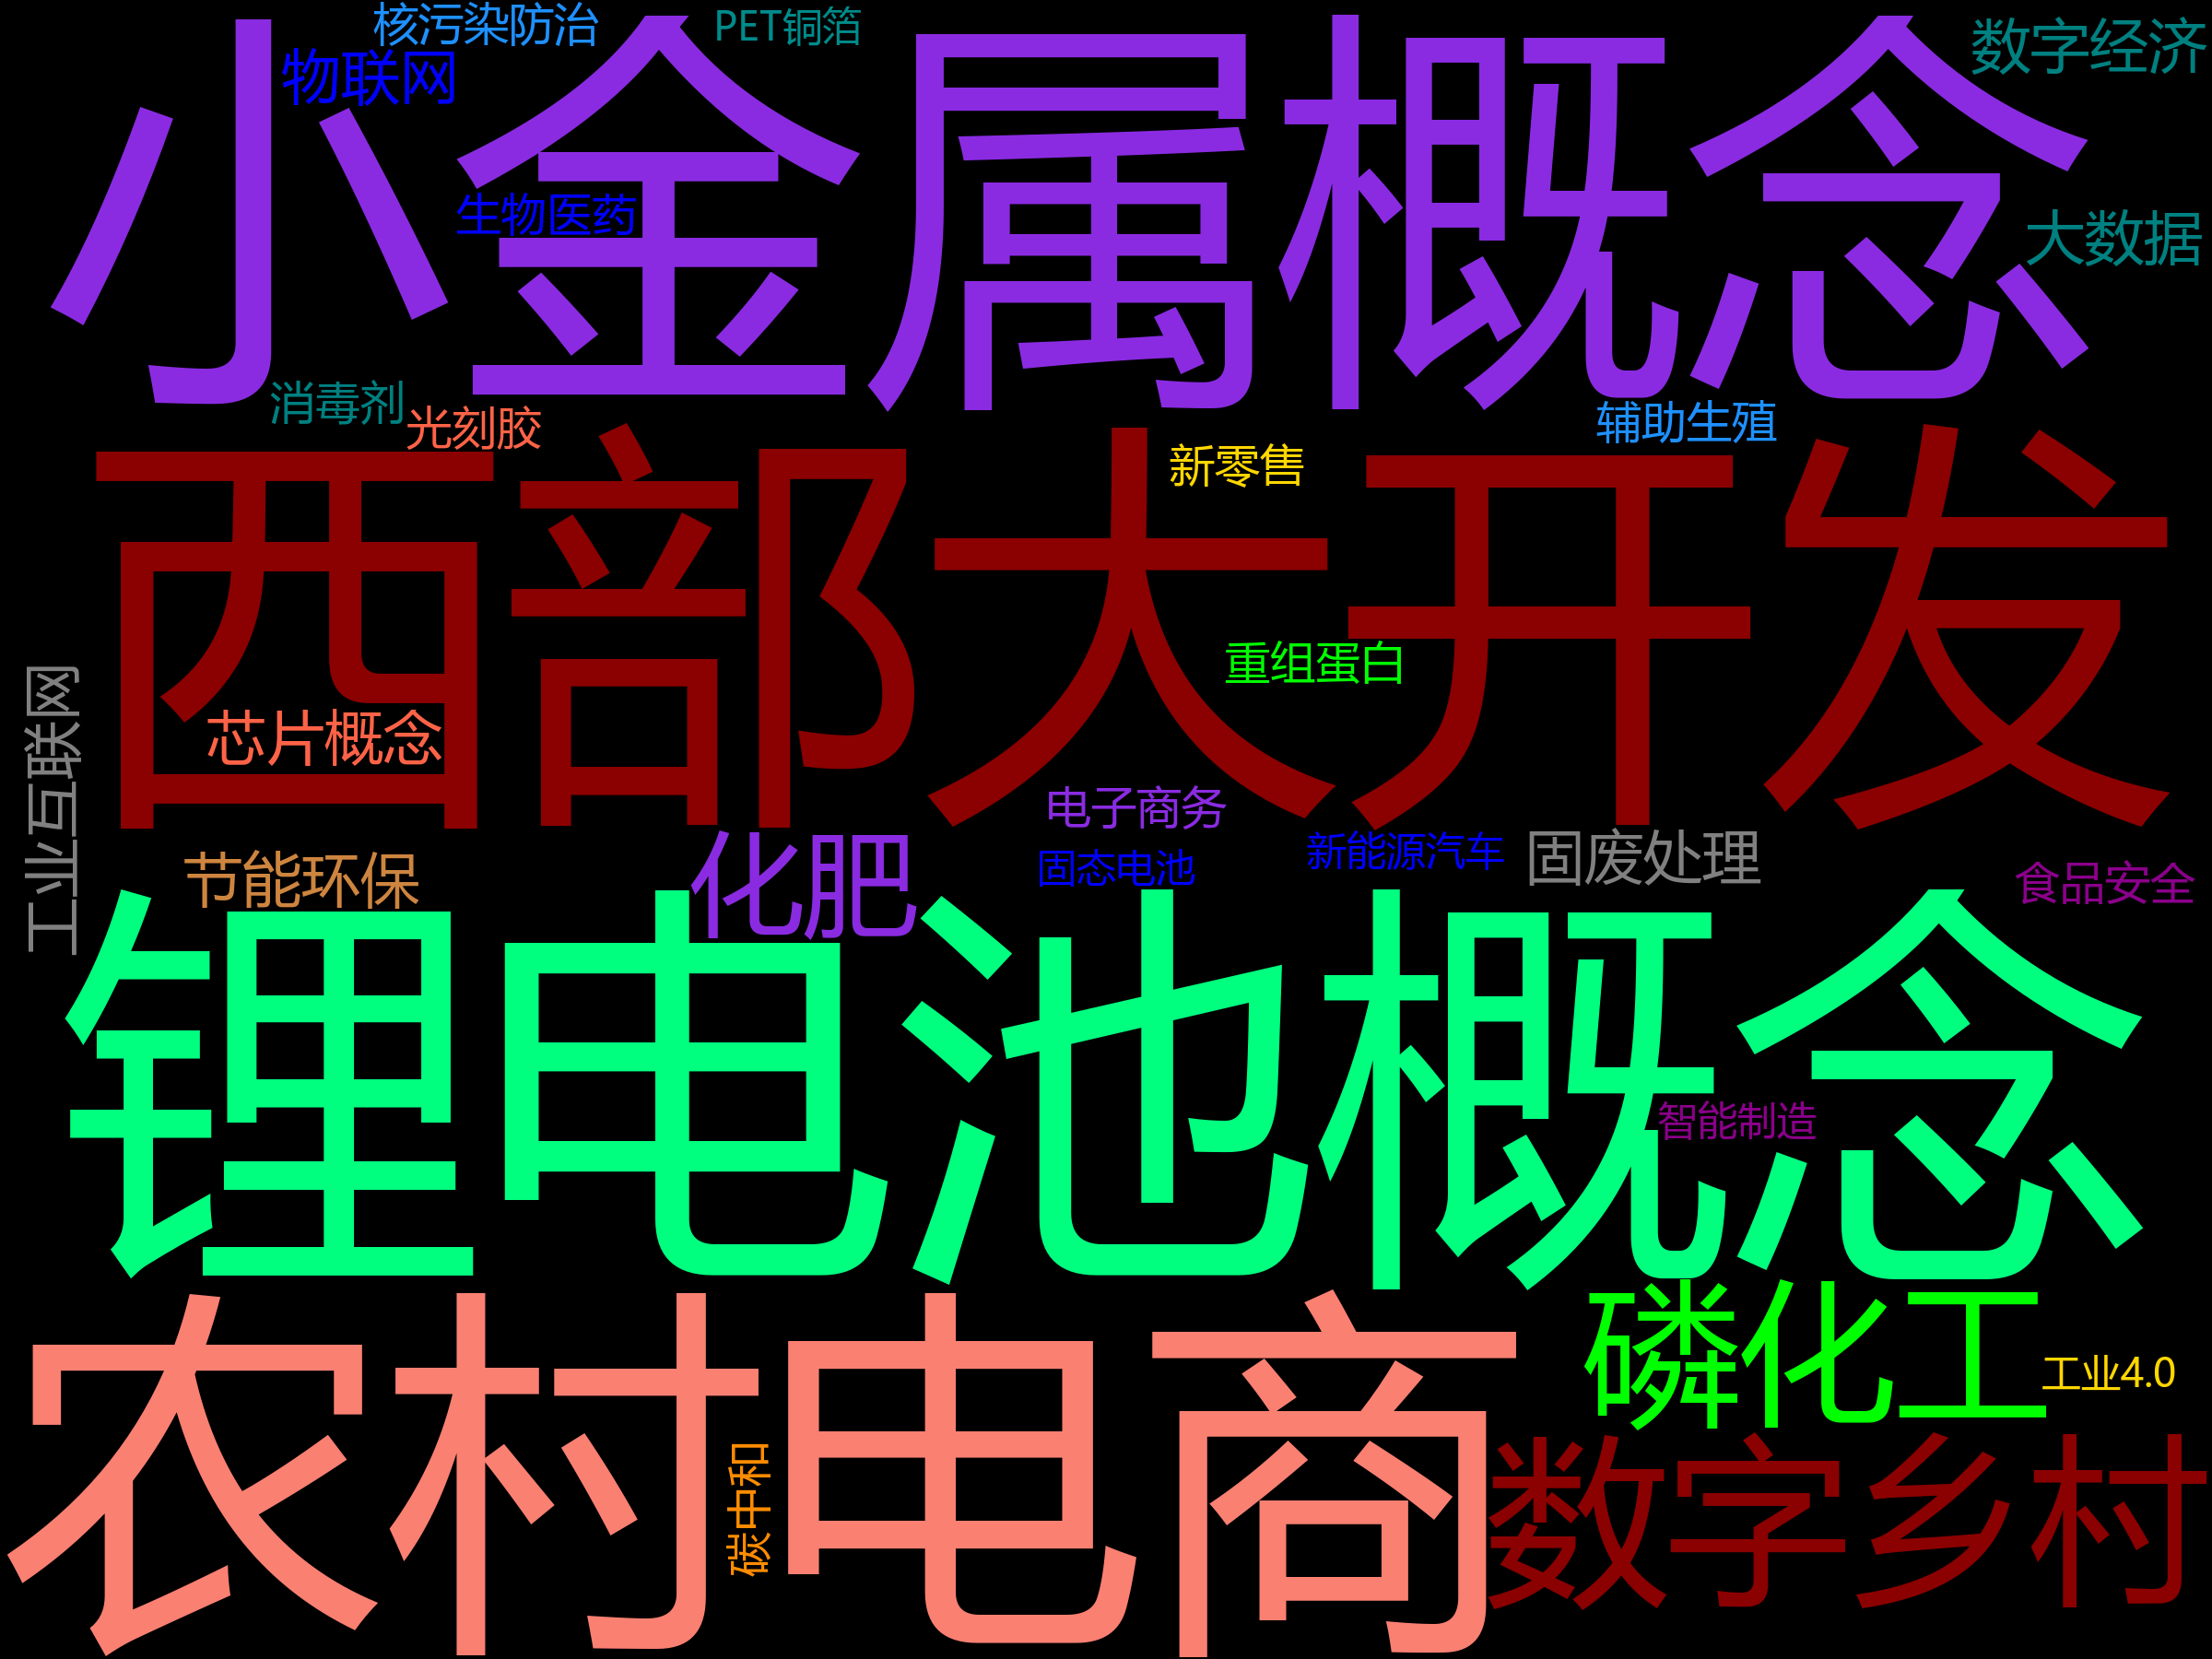 核污染防治
PET铜箔
数字经济
物联网
小金属概念
生物医药
大数据
消毒剂
光刻胶
辅助生殖
新零售
西部大开发
重组蛋白
芯片概念
工业互联网
电子商务
化肥
固态电池
新能源汽车
固废处理
节能环保
食品安全
锂电池概念
智能制造
磷化工
工业4.0
农村电商
碳中和
数字乡村